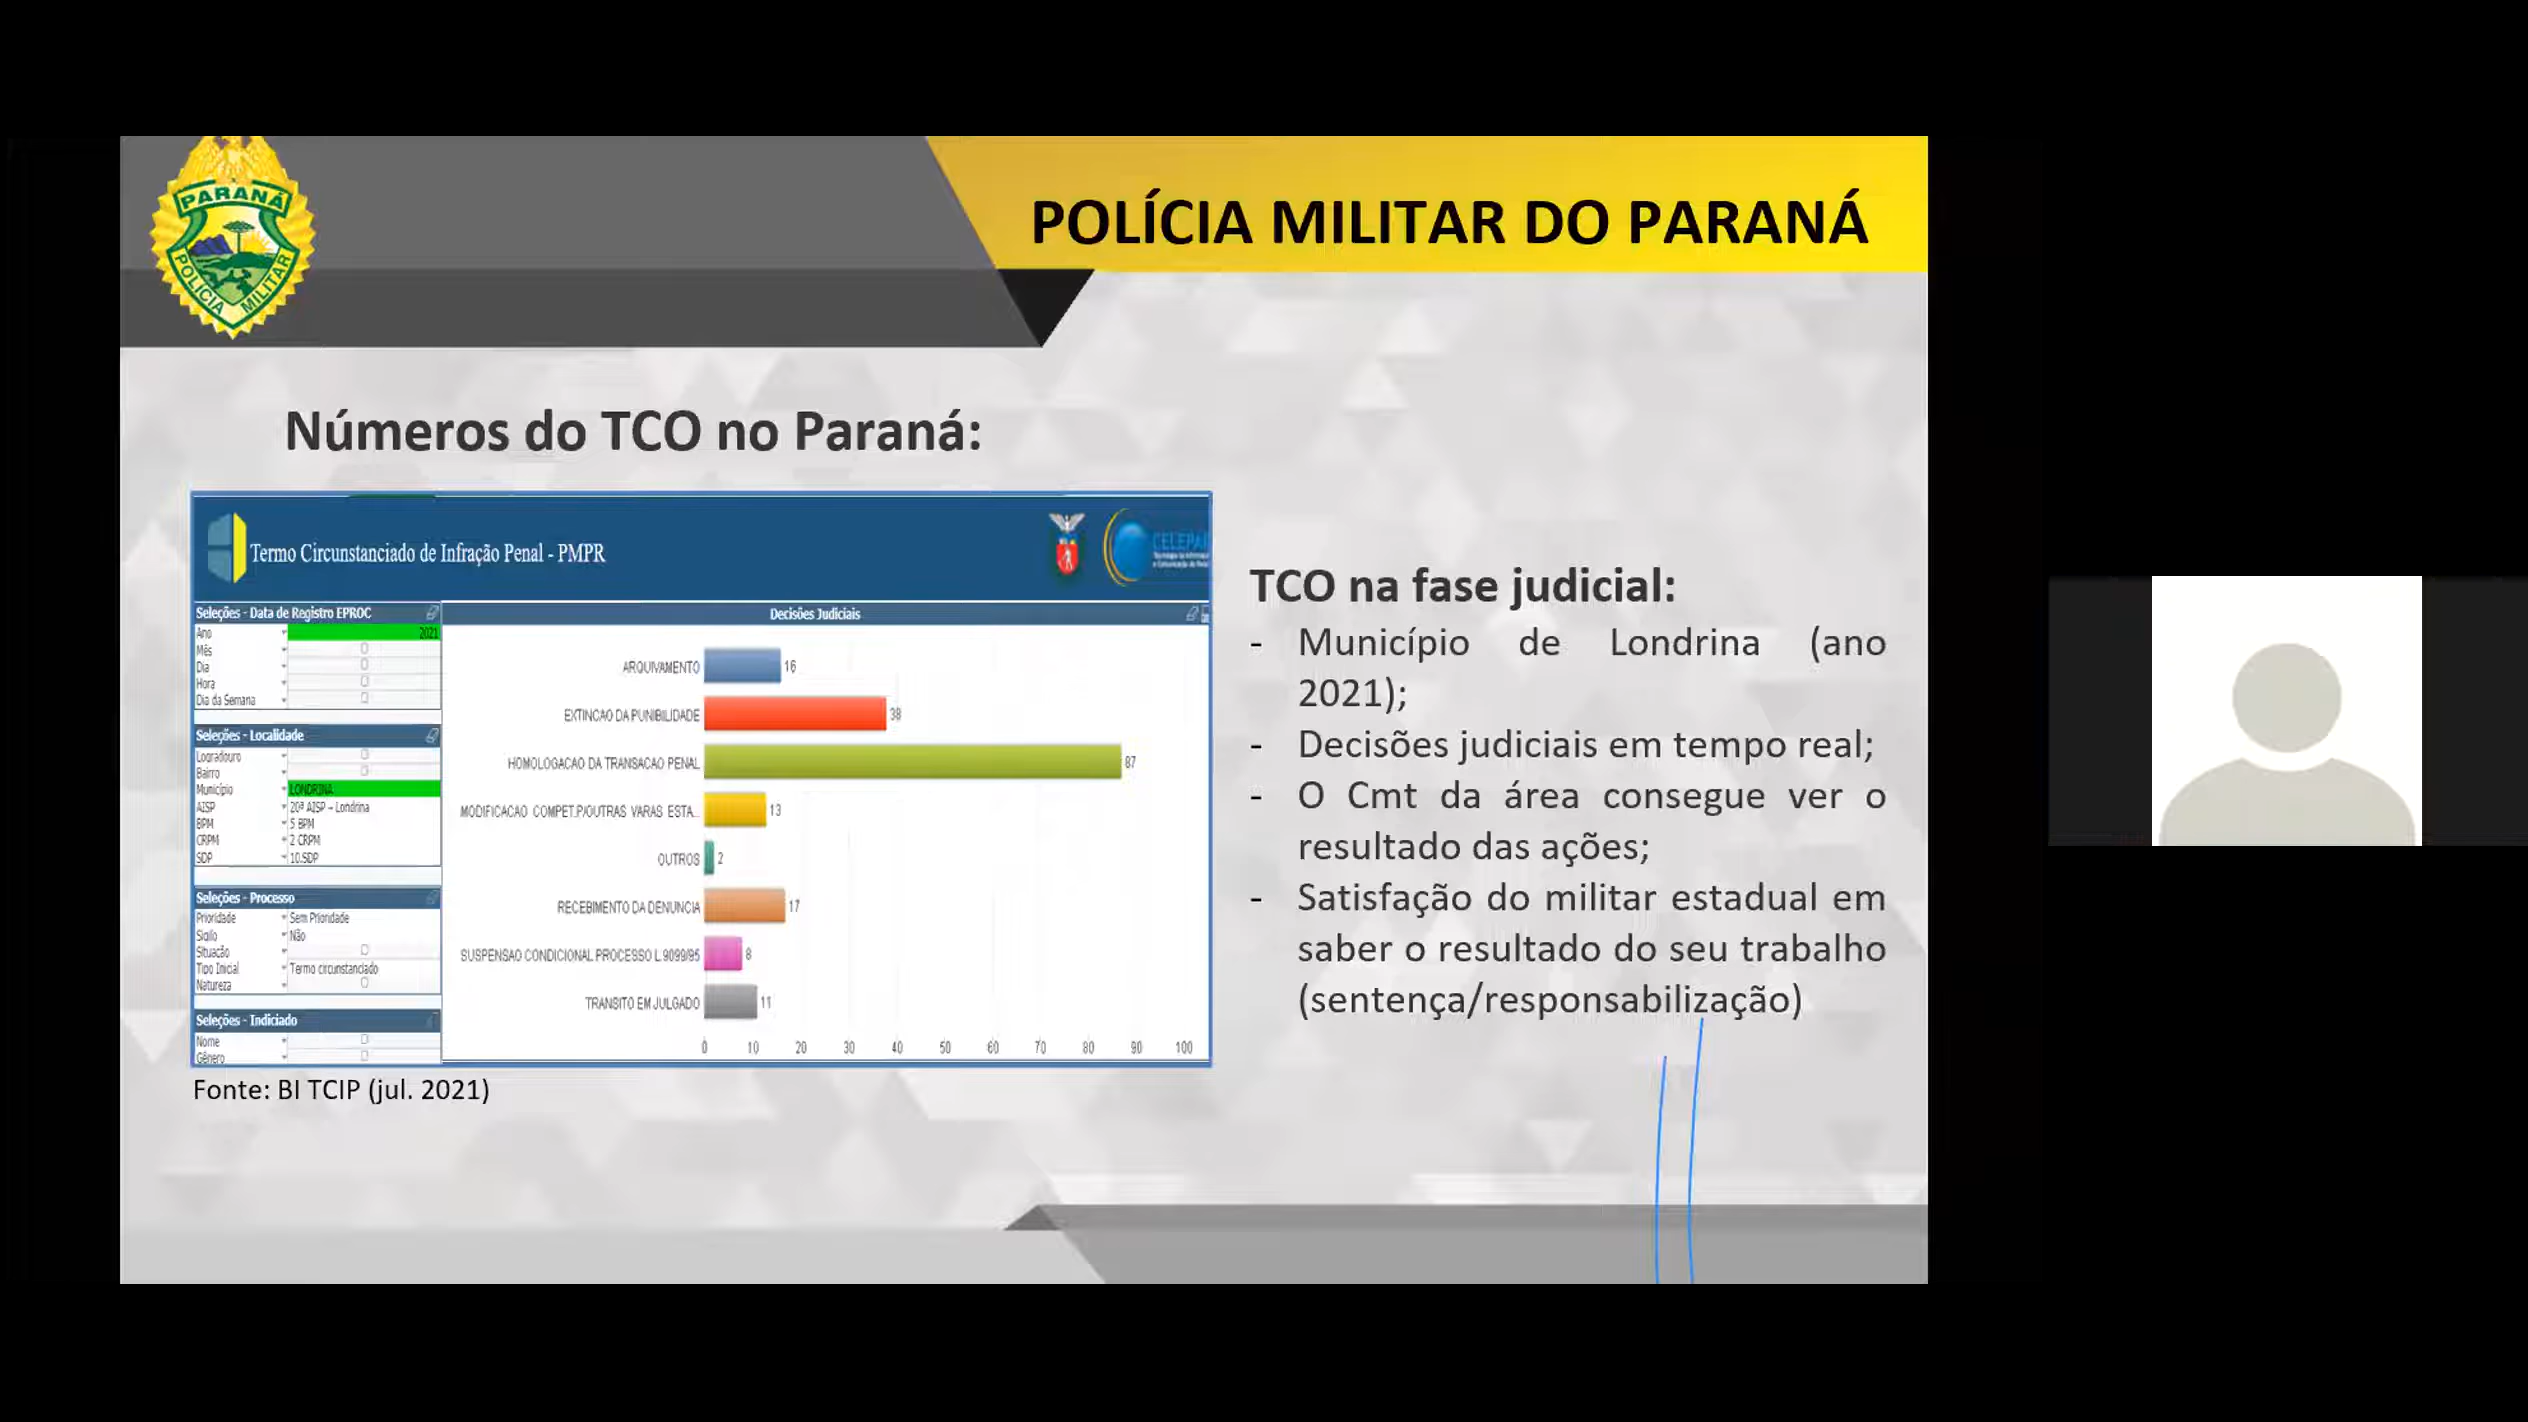 PARANÁ
POLÍCIA MILITAR
POLÍCIA MILITAR DO PARANÁ
Números do TCO no Paraná:
Termo Circunstanciado de Infração Penal - PMPR
CELEPAR
Seleções - Data de Registro EPROC
Ano 2021
Mês
Dia
Hora
Dia da Semana
Seleções - Localidade
Logradouro
Bairro
Município LONDRINA
AISP 20ª AISP – Londrina
BPM 5 BPM
CRPM 2 CRPM
SDP 10.SDP
Seleções - Processo
Prioridade Sem Prioridade
Sigilo Não
Situação
Tipo Inicial Termo circunstanciado
Natureza
Seleções - Indiciado
Nome
Gênero
Decisões Judiciais
ARQUIVAMENTO 16
EXTINCAO DA PUNIBILIDADE 38
HOMOLOGACAO DA TRANSACAO PENAL 87
MODIFICACAO COMPET.P/OUTRAS VARAS ESTA... 13
OUTROS 2
RECEBIMENTO DA DENUNCIA 17
SUSPENSAO CONDICIONAL PROCESSO L.9099/95 8
TRANSITO EM JULGADO 11
0 10 20 30 40 50 60 70 80 90 100
Fonte: BI TCIP (jul. 2021)
TCO na fase judicial:
- Município de Londrina (ano
2021);
- Decisões judiciais em tempo real;
- O Cmt da área consegue ver o
resultado das ações;
- Satisfação do militar estadual em
saber o resultado do seu trabalho
(sentença/responsabilização)